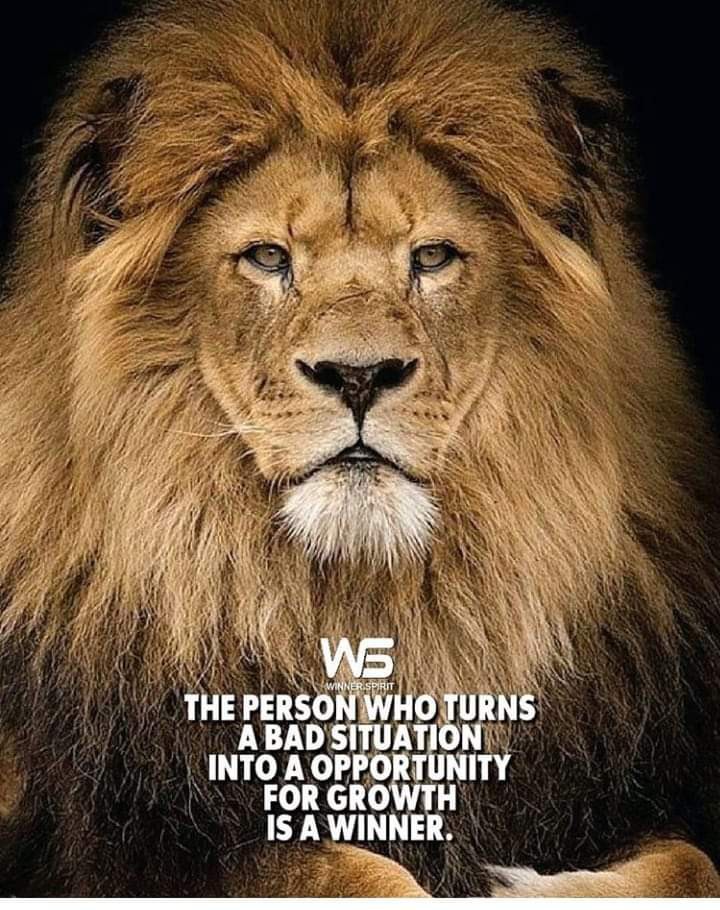 WS
WINNER.SPIRIT
THE PERSON WHO TURNS
A BAD SITUATION
INTO A OPPORTUNITY
FOR GROWTH
IS A WINNER.